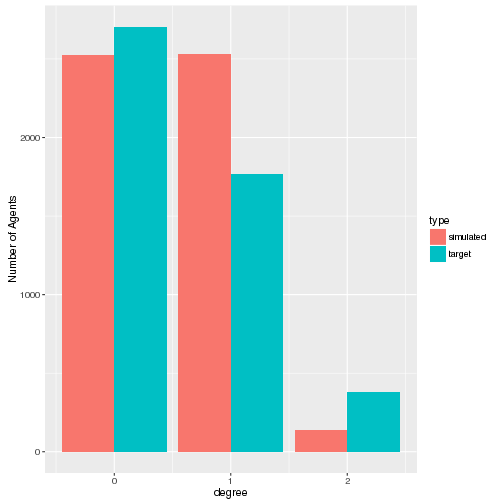 Number of Agents
2000
1000
0
0 1 2
degree
type
simulated
target